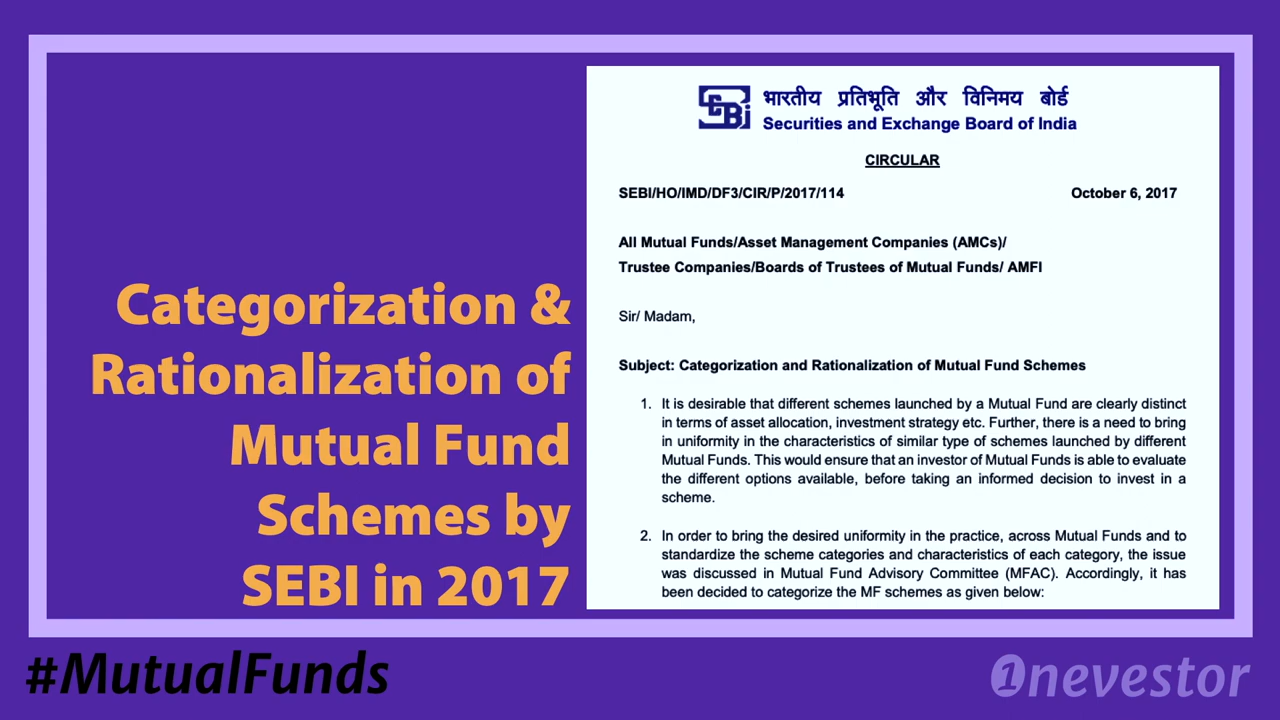 Categorization &
Rationalization of
Mutual Fund
Schemes by
SEBI in 2017
SEBI
भारतीय प्रतिभूति और विनिमय बोर्ड
Securities and Exchange Board of India
CIRCULAR
SEBI/HO/IMD/DF3/CIR/P/2017/114 October 6, 2017
All Mutual Funds/Asset Management Companies (AMCs)/
Trustee Companies/Boards of Trustees of Mutual Funds/ AMFI
Sir/ Madam,
Subject: Categorization and Rationalization of Mutual Fund Schemes
1. It is desirable that different schemes launched by a Mutual Fund are clearly distinct
in terms of asset allocation, investment strategy etc. Further, there is a need to bring
in uniformity in the characteristics of similar type of schemes launched by different
Mutual Funds. This would ensure that an investor of Mutual Funds is able to evaluate
the different options available, before taking an informed decision to invest in a
scheme.
2. In order to bring the desired uniformity in the practice, across Mutual Funds and to
standardize the scheme categories and characteristics of each category, the issue
was discussed in Mutual Fund Advisory Committee (MFAC). Accordingly, it has
been decided to categorize the MF schemes as given below:
#MutualFunds
1nevestor